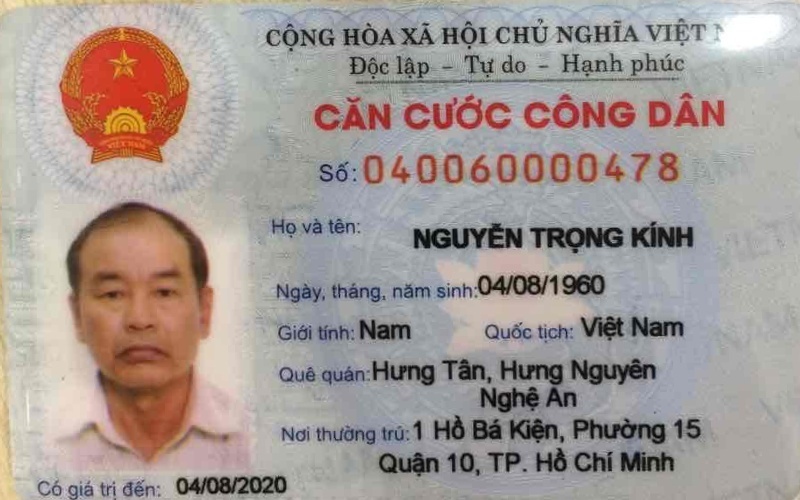 CỘNG HÒA XÃ HỘI CHỦ NGHĨA VIỆT
Độc lập - Tự do - Hạnh phúc
CĂN CƯỚC CÔNG DÂN
Số: 040060000478
Họ và tên: NGUYỄN TRỌNG KÍNH
Ngày, tháng, năm sinh: 04/08/1960
Giới tính: Nam Quốc tịch: Việt Nam
Quê quán: Hưng Tân, Hưng Nguyên
Nghệ An
Nơi thường trú: 1 Hồ Bá Kiện, Phường 15
Quận 10, TP. Hồ Chí Minh
Có giá trị đến: 04/08/2020